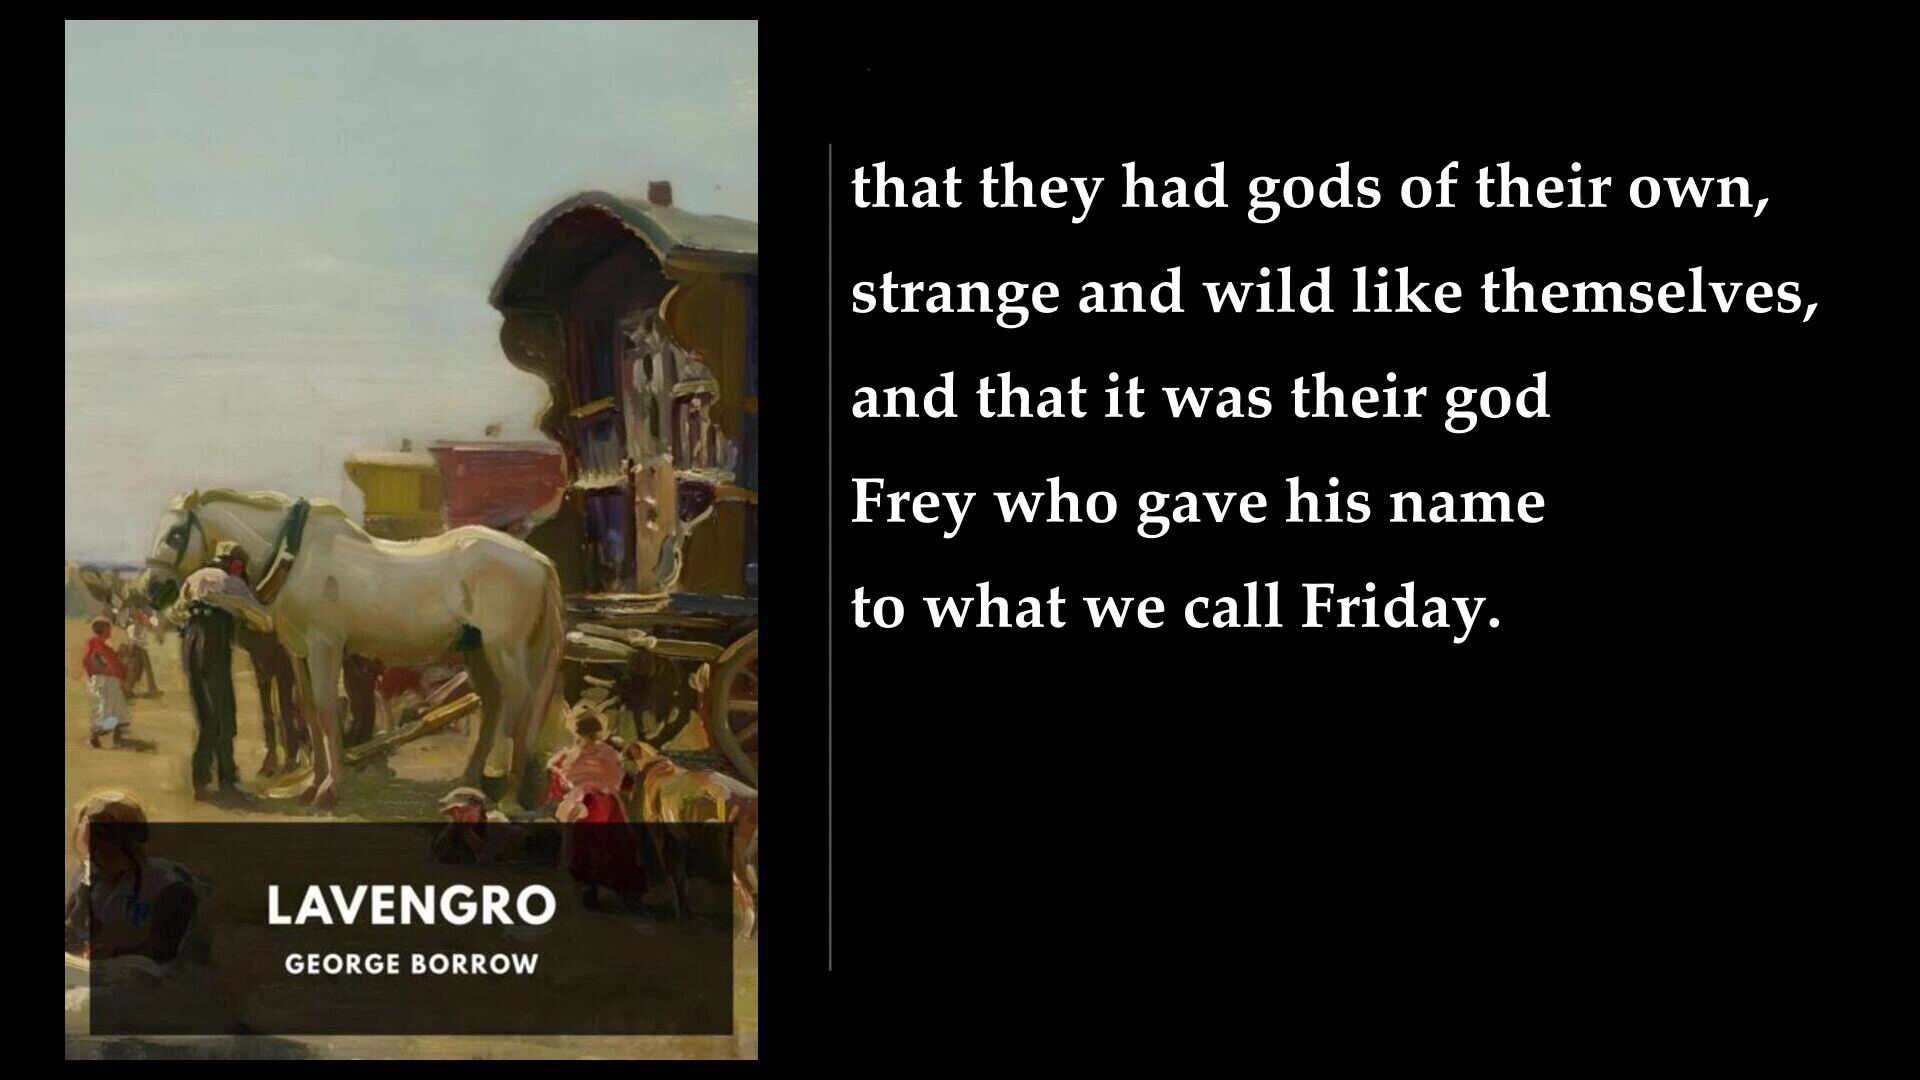 that they had gods of their own,
strange and wild like themselves,
and that it was their god
Frey who gave his name
to what we call Friday.
LAVENGRO
GEORGE BORROW